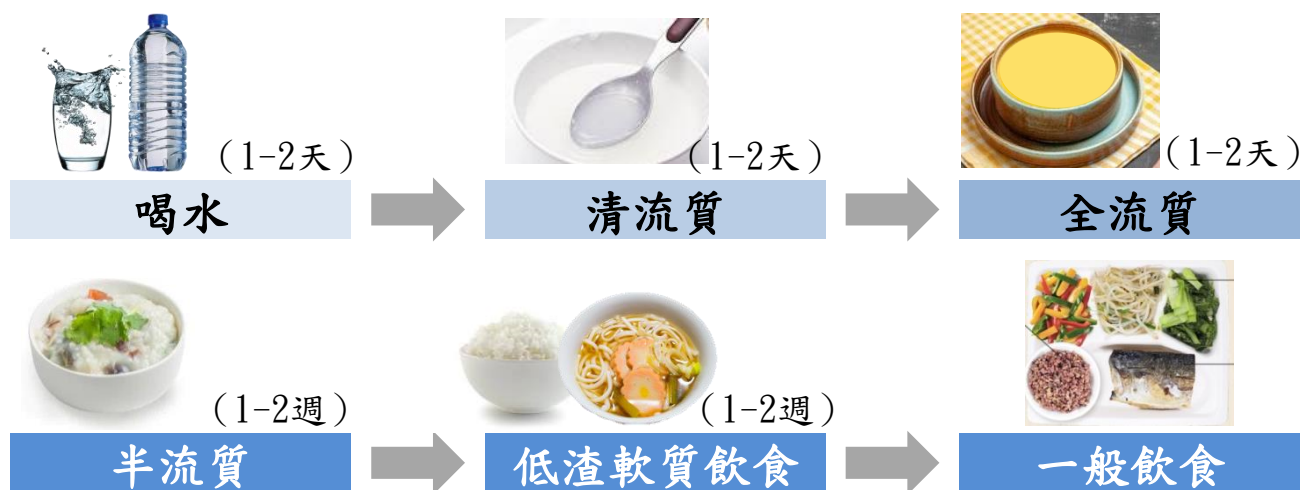 (1-2天)
(1-2天)
(1-2天)
喝水
清流質
全流質
(1-2週)
(1-2週)
半流質
低渣軟質飲食
一般飲食